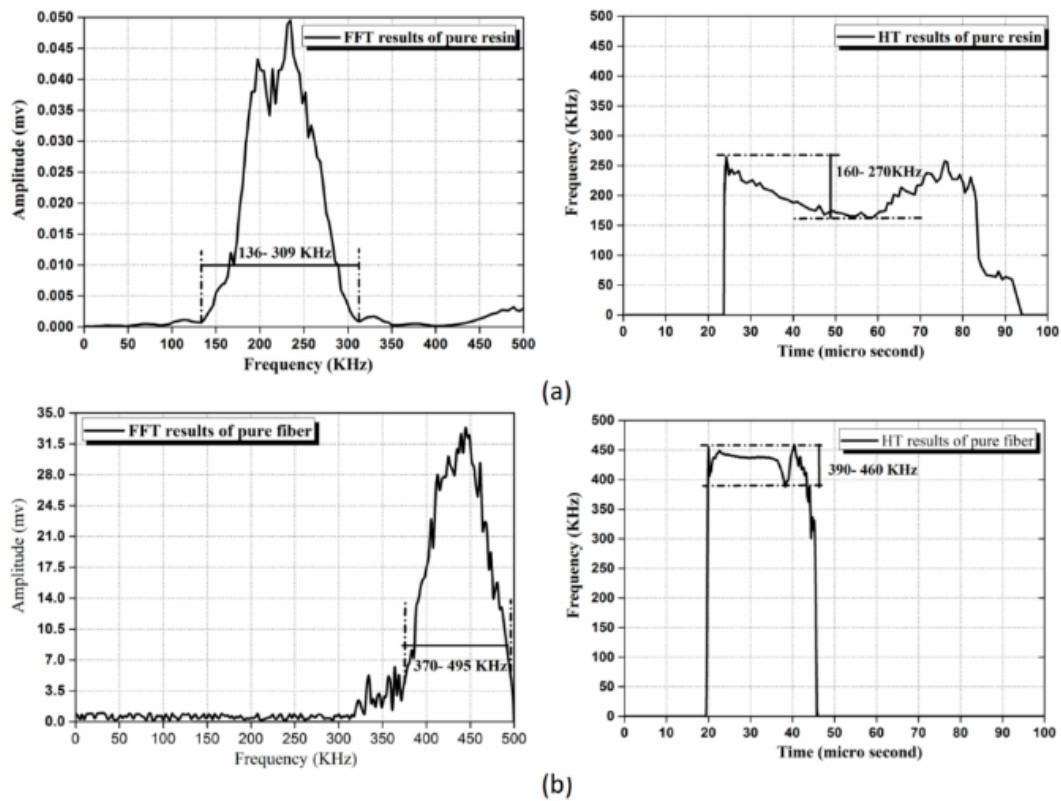 FFT results of pure resin
Amplitude (mv)
0.050
0.045
0.040
0.035
0.030
0.025
0.020
0.015
0.010
0.005
0.000
136- 309 KHz
0 50 100 150 200 250 300 350 400 450 500
Frequency (KHz)
HT results of pure resin
Frequency (KHz)
500
450
400
350
300
250
200
150
100
50
0
160- 270KHz
0 10 20 30 40 50 60 70 80 90 100
Time (micro second)
(a)
FFT results of pure fiber
Amplitude (mv)
35.0
31.5
28.0
24.5
21.0
17.5
14.0
10.5
7.0
3.5
0.0
370- 495 KHz
0 50 100 150 200 250 300 350 400 450 500
Frequency (KHz)
HT results of pure fiber
Frequency (KHz)
500
450
400
350
300
250
200
150
100
50
0
390- 460 KHz
0 10 20 30 40 50 60 70 80 90 100
Time (micro second)
(b)